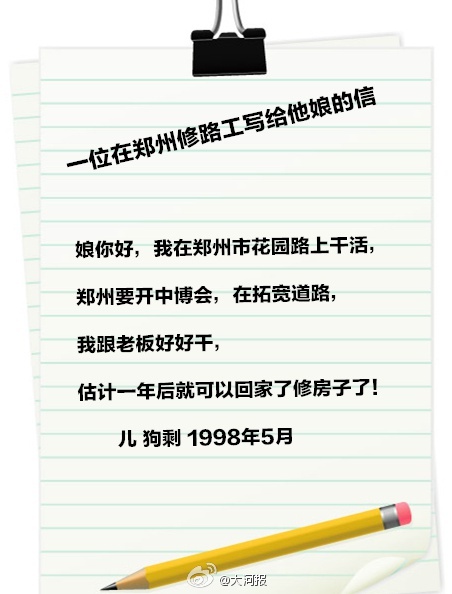 一位在郑州修路工写给他娘的信
娘你好，我在郑州市花园路上干活，
郑州要开中博会，在拓宽道路，
我跟老板好好干，
估计一年后就可以回家了修房子了！
儿 狗剩 1998年5月
@大河报